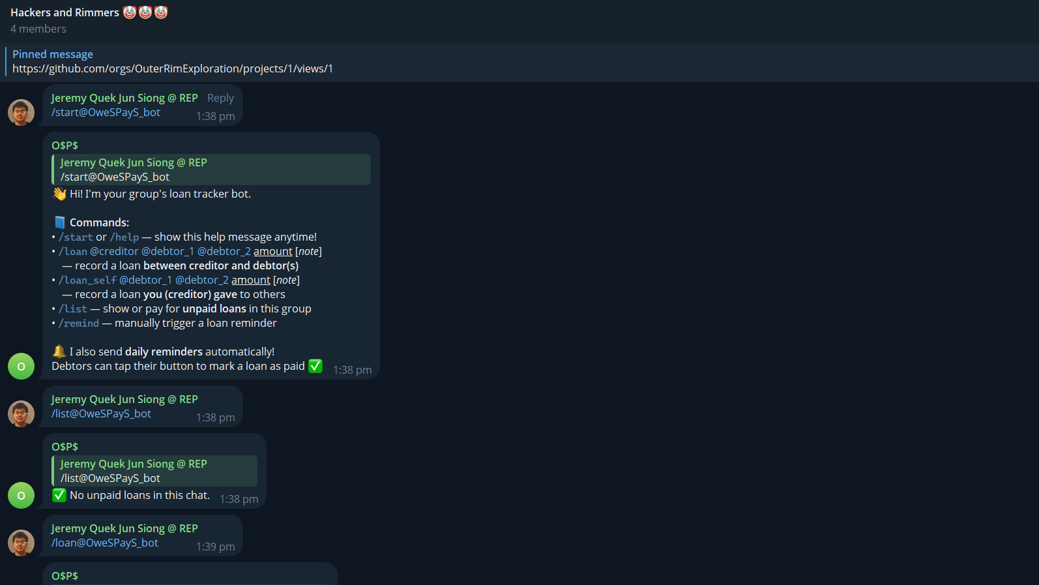 Hackers and Rimmers 🤡🤡🤡
4 members
Pinned message
https://github.com/orgs/OuterRimExploration/projects/1/views/1
Jeremy Quek Jun Siong @ REP Reply
/start@OweSPayS_bot 1:38 pm
O$P$
Jeremy Quek Jun Siong @ REP
/start@OweSPayS_bot
👋 Hi! I'm your group's loan tracker bot.
📘 Commands:
• /start or /help — show this help message anytime!
• /loan @creditor @debtor_1 @debtor_2 amount [note]
— record a loan between creditor and debtor(s)
• /loan_self @debtor_1 @debtor_2 amount [note]
— record a loan you (creditor) gave to others
• /list — show or pay for unpaid loans in this group
• /remind — manually trigger a loan reminder
🔔 I also send daily reminders automatically!
Debtors can tap their button to mark a loan as paid ✅ 1:38 pm
O
Jeremy Quek Jun Siong @ REP
/list@OweSPayS_bot 1:38 pm
O$P$
Jeremy Quek Jun Siong @ REP
/list@OweSPayS_bot
✅ No unpaid loans in this chat. 1:38 pm
O
Jeremy Quek Jun Siong @ REP
/loan@OweSPayS_bot 1:39 pm
O$P$